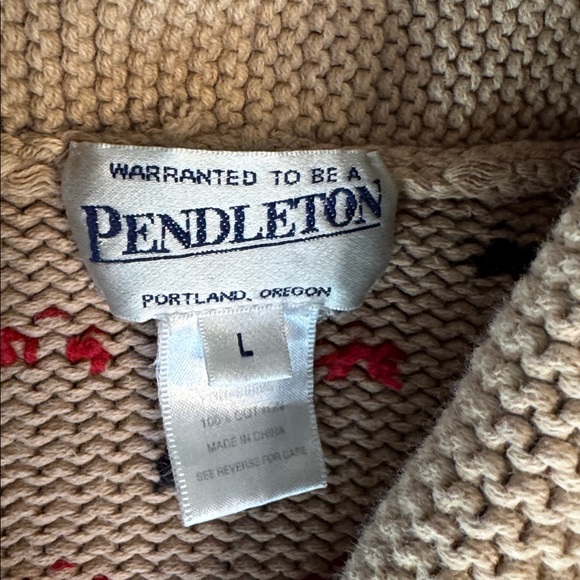 WARRANTED TO BE A
PENDLETON
PORTLAND, OREGON
L
100% COTTON
MADE IN CHINA
SEE REVERSE FOR CARE